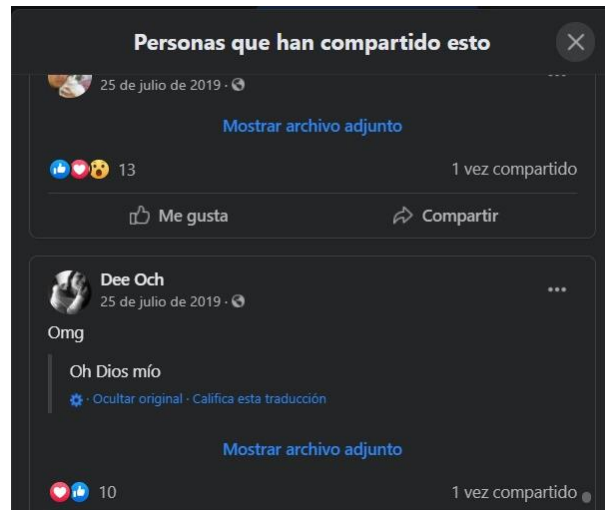 Personas que han compartido esto
25 de julio de 2019 ·
Mostrar archivo adjunto
13 1 vez compartido
Me gusta Compartir
Dee Och
25 de julio de 2019 ·
Omg
Oh Dios mío
· Ocultar original · Califica esta traducción
Mostrar archivo adjunto
10 1 vez compartido